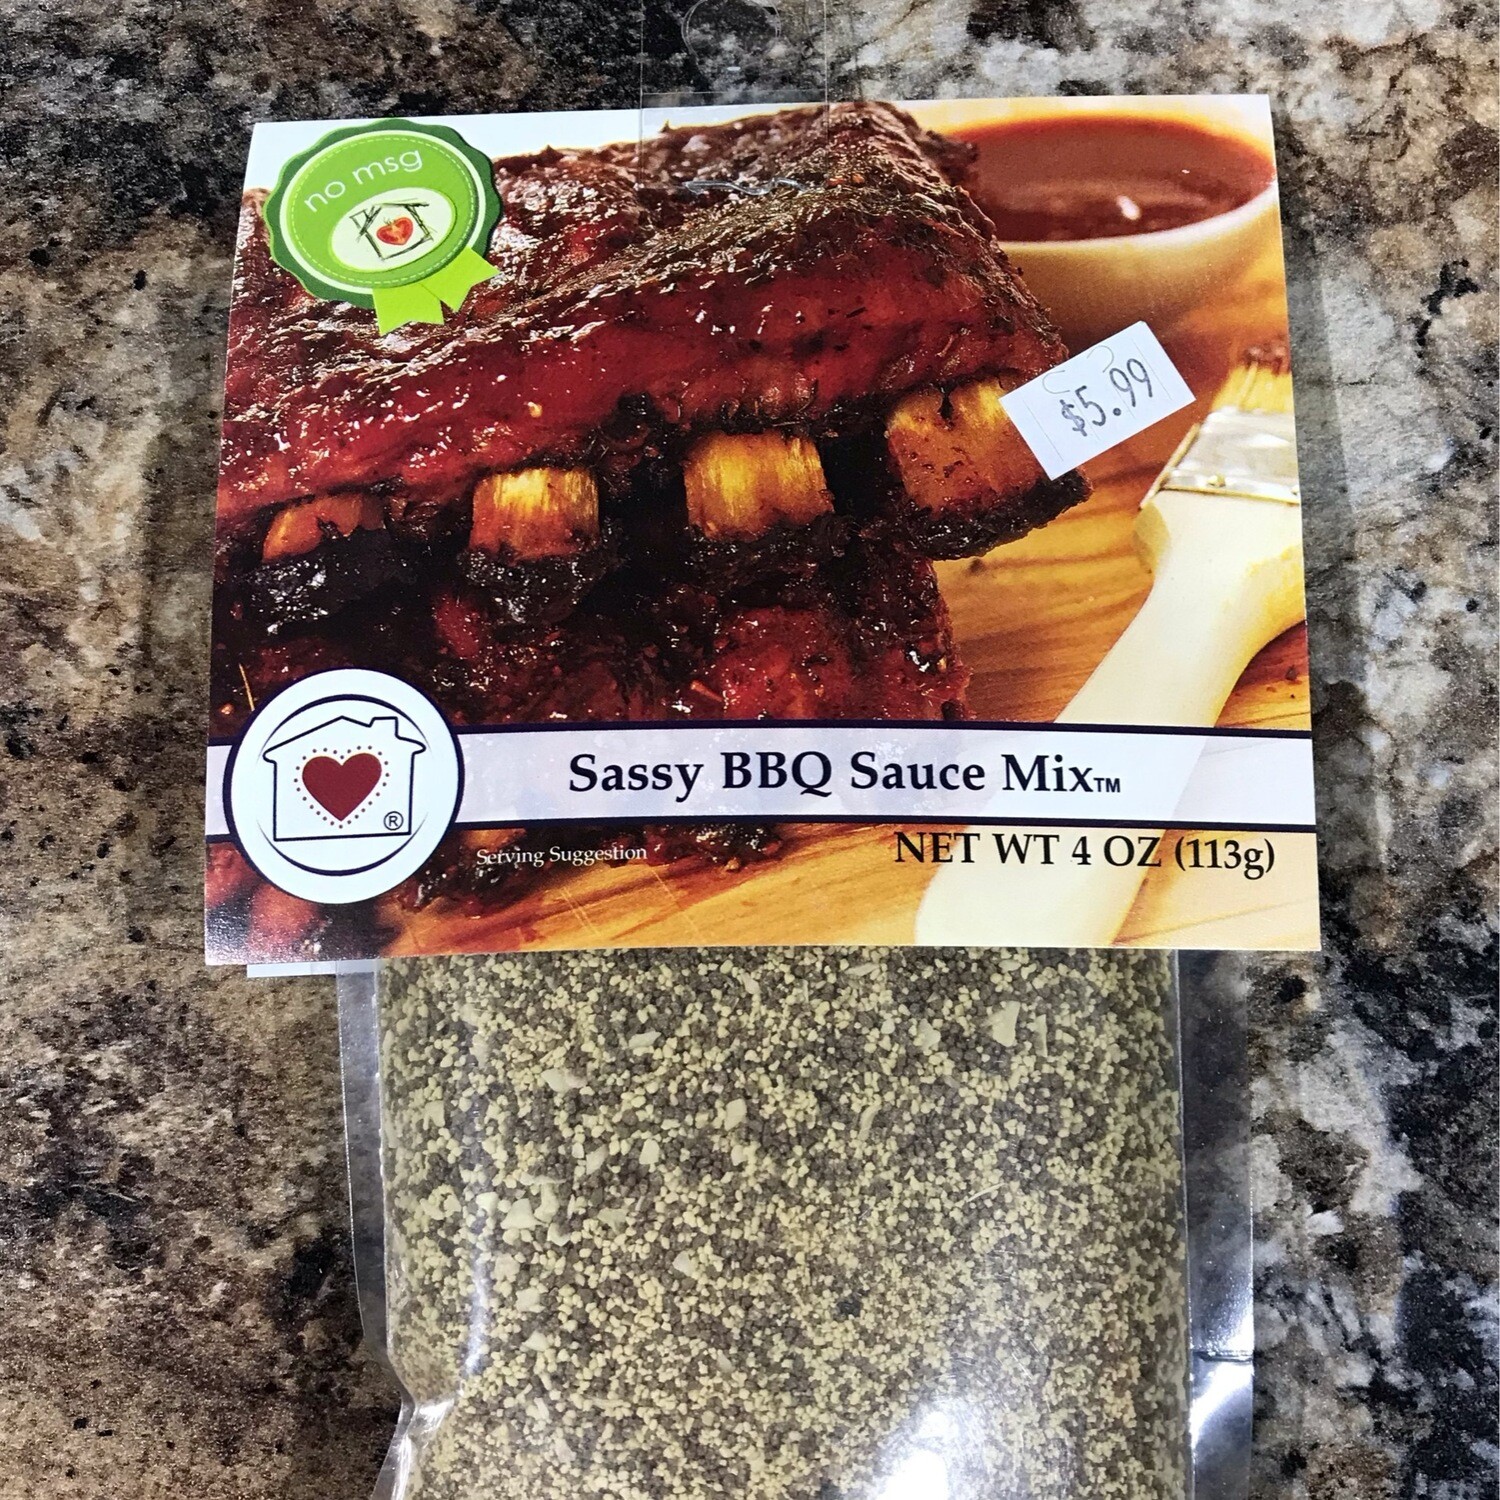 no msg
$5.99
Sassy BBQ Sauce Mix™
®
Serving Suggestion
NET WT 4 OZ (113g)